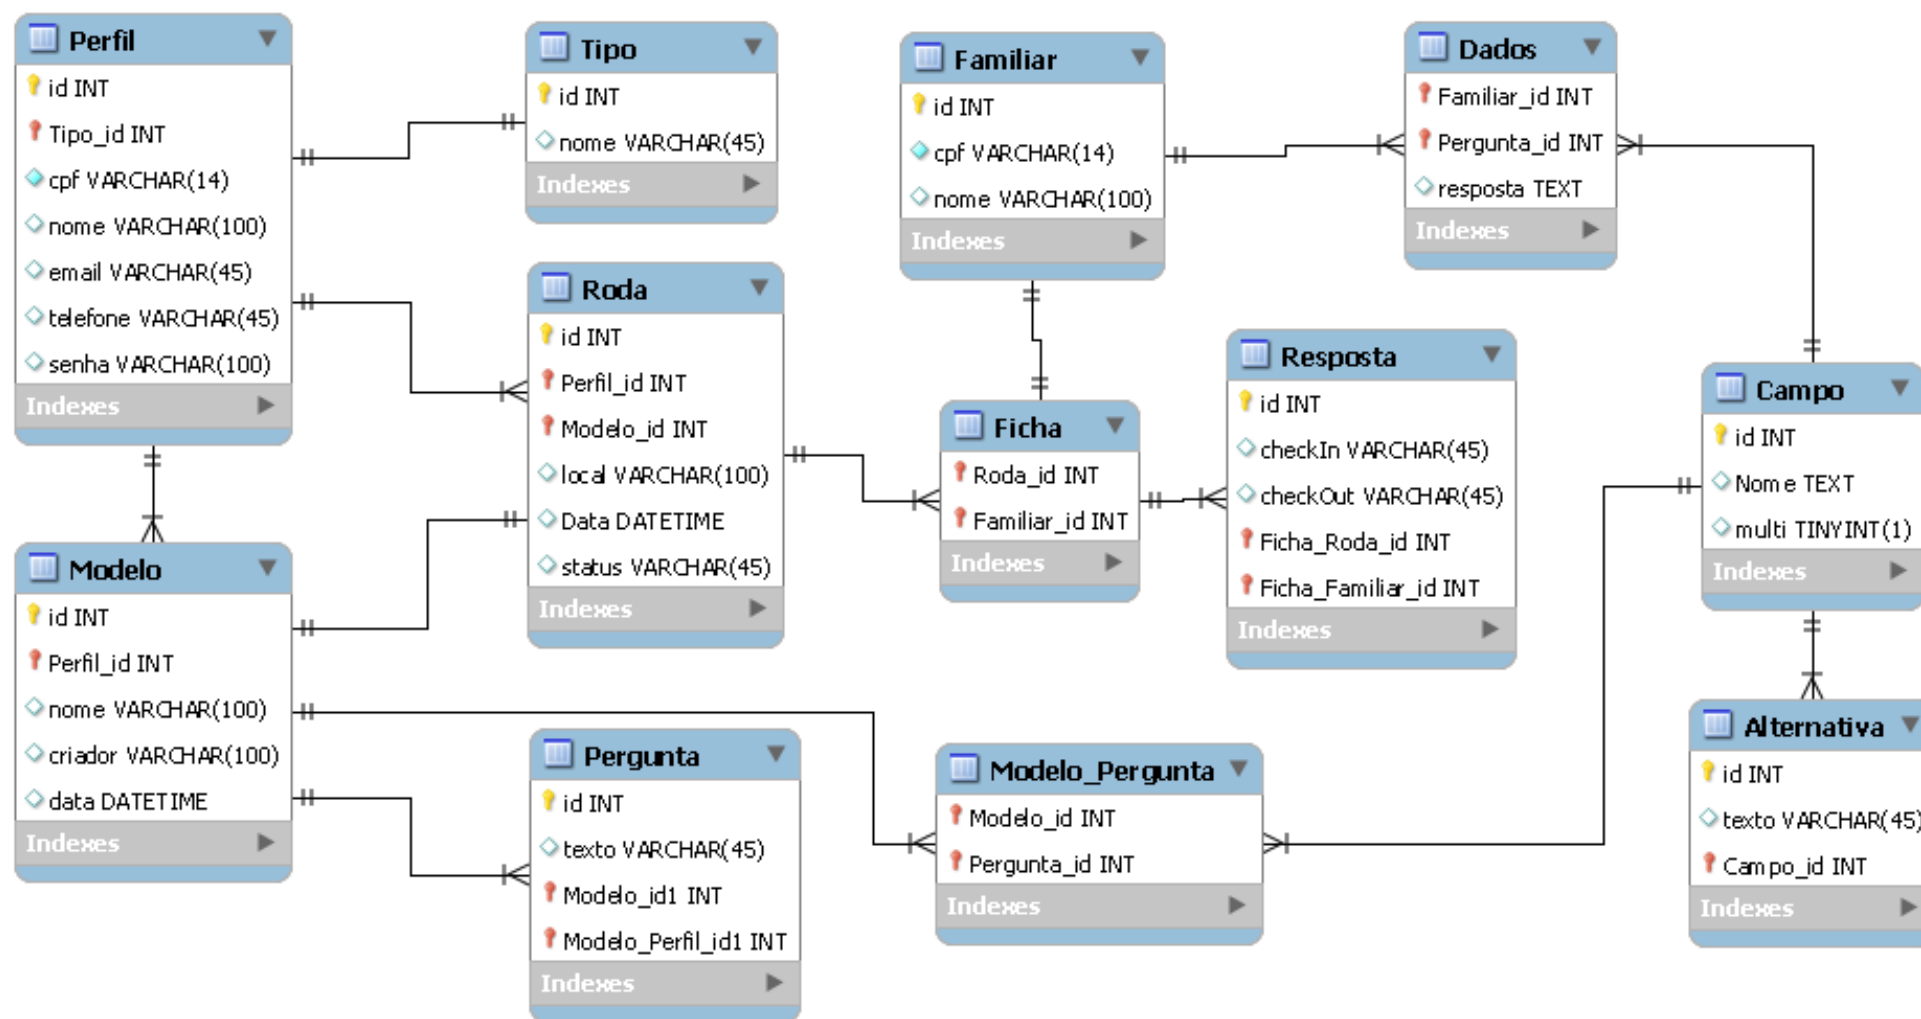 Perfil
id INT
Tipo_id INT
cpf VARCHAR(14)
nome VARCHAR(100)
email VARCHAR(45)
telefone VARCHAR(45)
senha VARCHAR(100)
Indexes
Tipo
id INT
nome VARCHAR(45)
Indexes
Familiar
id INT
cpf VARCHAR(14)
nome VARCHAR(100)
Indexes
Dados
Familiar_id INT
Pergunta_id INT
resposta TEXT
Indexes
Roda
id INT
Perfil_id INT
Modelo_id INT
local VARCHAR(100)
Data DATETIME
status VARCHAR(45)
Indexes
Ficha
Roda_id INT
Familiar_id INT
Indexes
Resposta
id INT
checkIn VARCHAR(45)
checkOut VARCHAR(45)
Ficha_Roda_id INT
Ficha_Familiar_id INT
Indexes
Campo
id INT
Nome TEXT
multi TINYINT(1)
Indexes
Modelo
id INT
Perfil_id INT
nome VARCHAR(100)
criador VARCHAR(100)
data DATETIME
Indexes
Pergunta
id INT
texto VARCHAR(45)
Modelo_id1 INT
Modelo_Perfil_id1 INT
Indexes
Modelo_Pergunta
Modelo_id INT
Pergunta_id INT
Indexes
Alternativa
id INT
texto VARCHAR(45)
Campo_id INT
Indexes